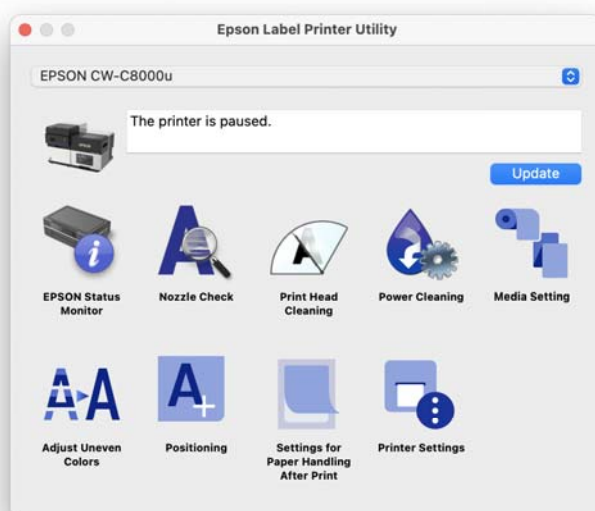 Epson Label Printer Utility
EPSON CW-C8000u
The printer is paused.
Update
EPSON Status
Monitor
Nozzle Check
Print Head
Cleaning
Power Cleaning
Media Setting
Adjust Uneven
Colors
Positioning
Settings for
Paper Handling
After Print
Printer Settings